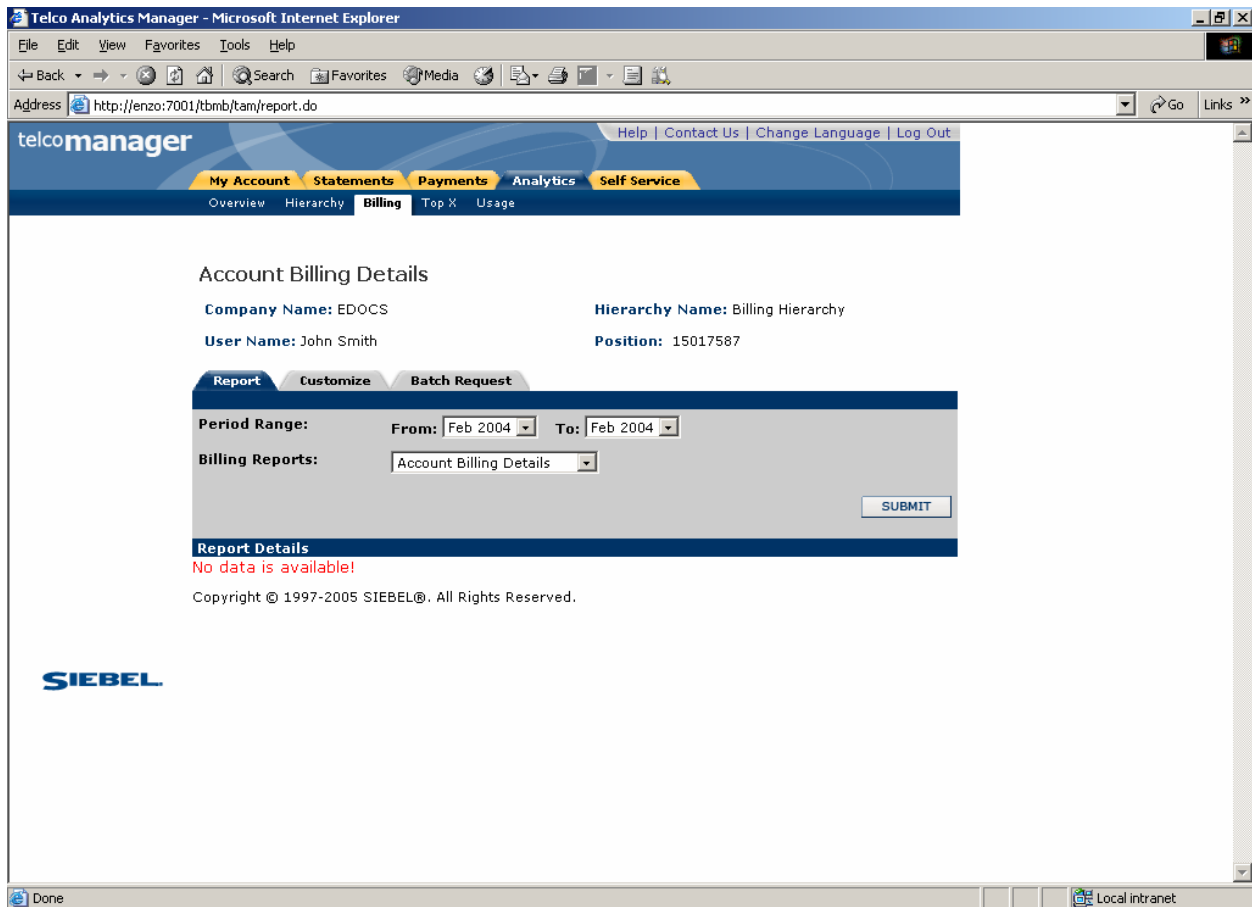 Telco Analytics Manager - Microsoft Internet Explorer
File Edit View Favorites Tools Help
Back Search Favorites Media
Address http://enzo:7001/tbmb/tam/report.do Go Links »
telcomanager
Help | Contact Us | Change Language | Log Out
My Account Statements Payments Analytics Self Service
Overview Hierarchy Billing Top X Usage
Account Billing Details
Company Name: EDOCS Hierarchy Name: Billing Hierarchy
User Name: John Smith Position: 15017587
Report Customize Batch Request
Period Range: From: Feb 2004 To: Feb 2004
Billing Reports: Account Billing Details
SUBMIT
Report Details
No data is available!
Copyright © 1997-2005 SIEBEL®. All Rights Reserved.
SIEBEL.
Done Local intranet